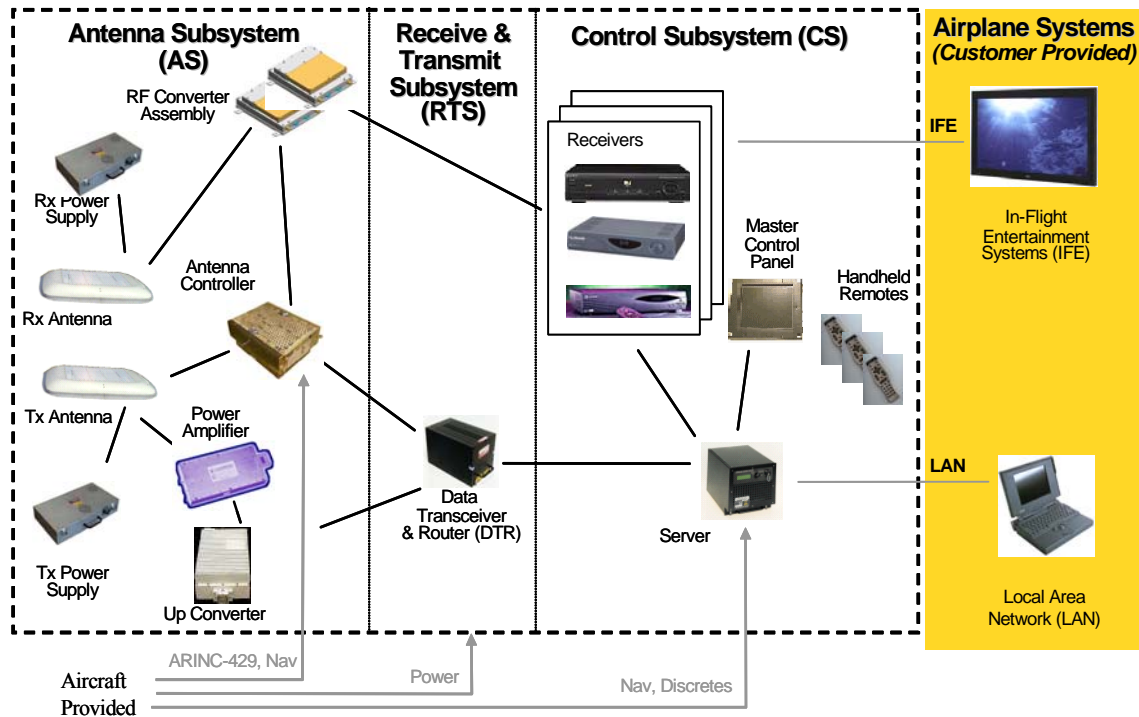 Antenna Subsystem
(AS)
Receive &
Transmit
Subsystem
(RTS)
Control Subsystem (CS)
Airplane Systems
(Customer Provided)
RF Converter
Assembly
Rx Power
Supply
Antenna
Controller
Rx Antenna
Tx Antenna
Power
Amplifier
Tx Power
Supply
Up Converter
Data
Transceiver
& Router (DTR)
Receivers
Master
Control
Panel
Handheld
Remotes
Server
IFE
In-Flight
Entertainment
Systems (IFE)
LAN
Local Area
Network (LAN)
Aircraft
Provided
ARINC-429, Nav
Power
Nav, Discretes